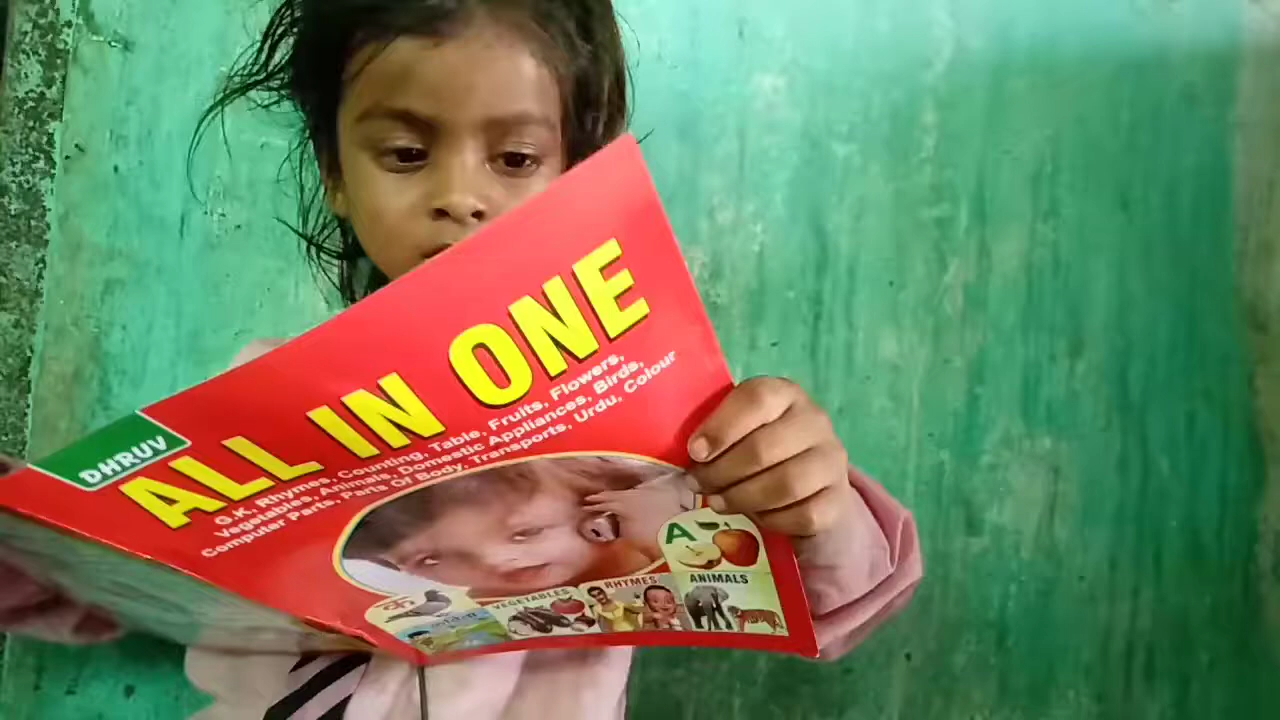 DHRUV
ALL IN ONE
G.K, Rhymes, Counting, Table, Fruits, Flowers,
Vegetables, Animals, Domestic Appliances, Birds,
Computer Parts, Parts Of Body, Transports, Urdu, Colour
A
क
VEGETABLES
RHYMES
ANIMALS